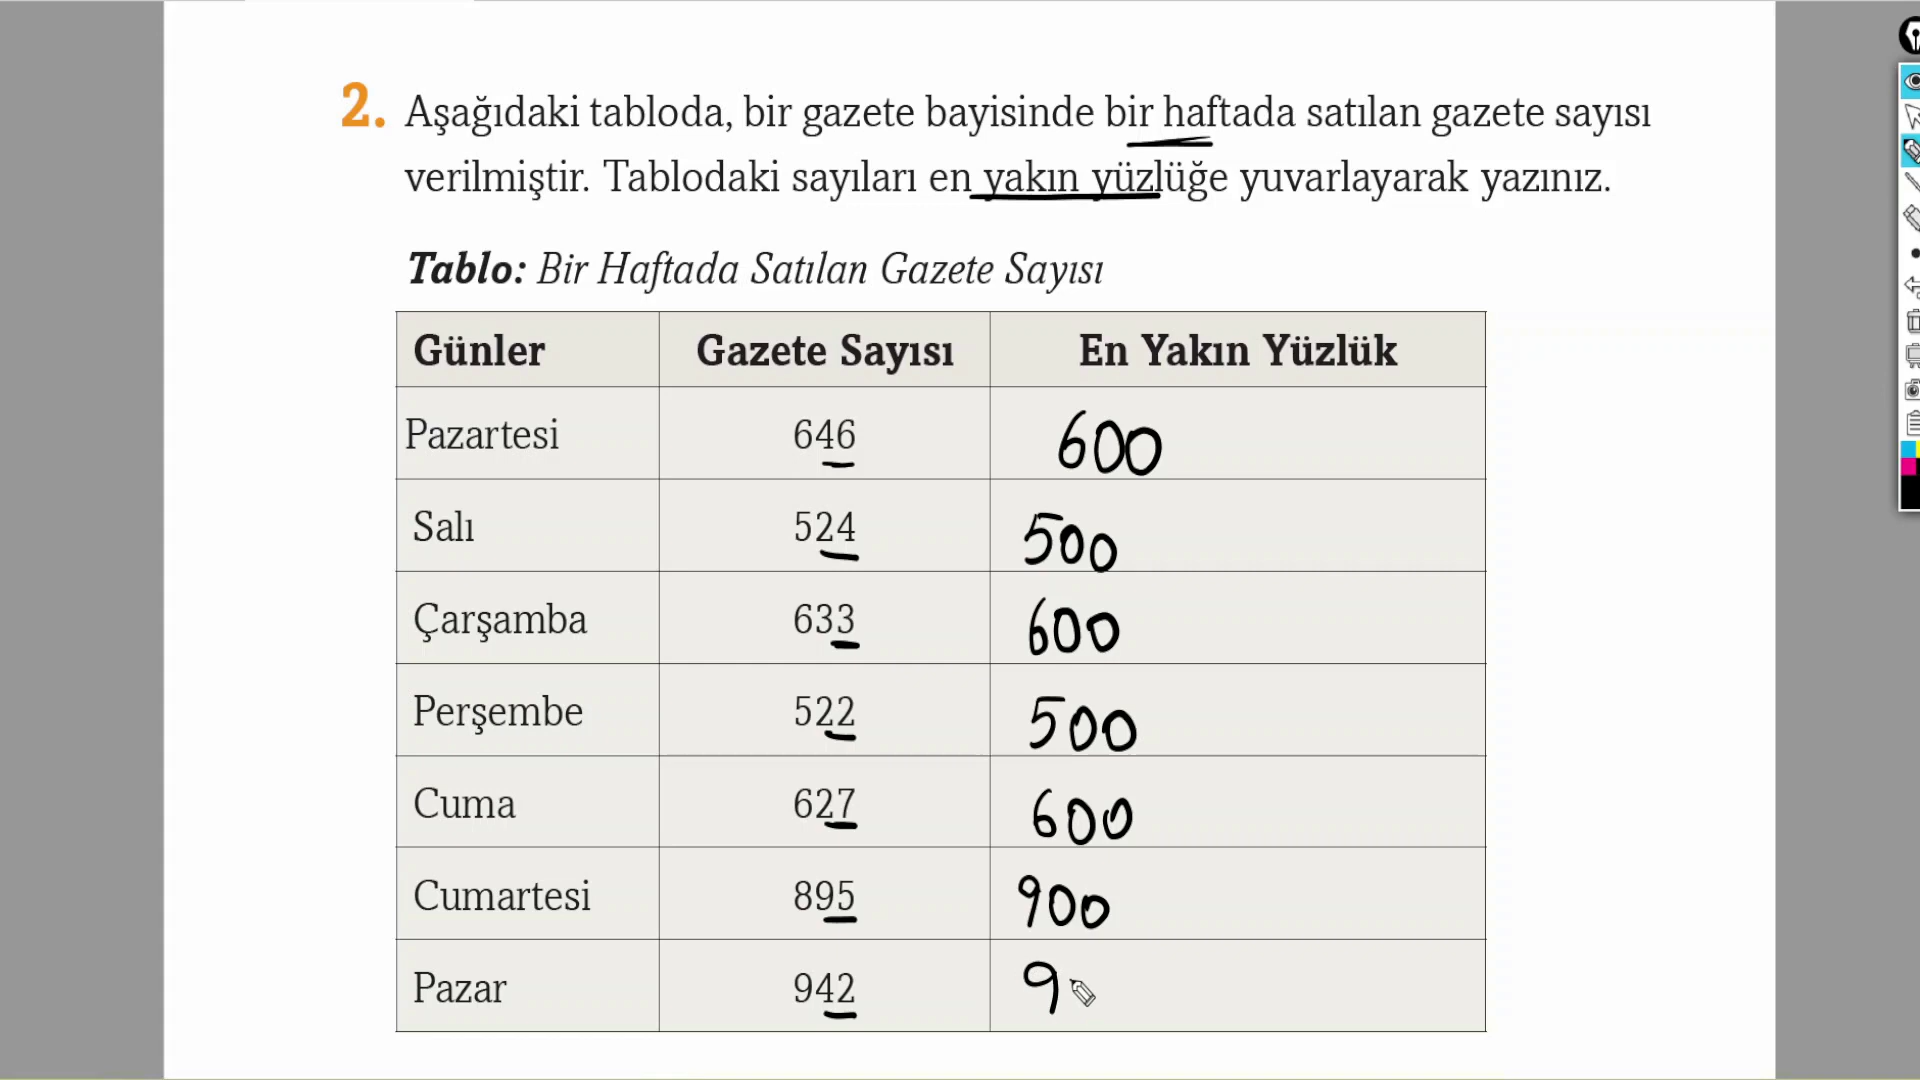 2. Aşağıdaki tabloda, bir gazete bayisinde bir haftada satılan gazete sayısı
verilmiştir. Tablodaki sayıları en yakın yüzlüğe yuvarlayarak yazınız.
Tablo: Bir Haftada Satılan Gazete Sayısı
Günler Gazete Sayısı En Yakın Yüzlük
Pazartesi 646 600
Salı 524 500
Çarşamba 633 600
Perşembe 522 500
Cuma 627 600
Cumartesi 895 900
Pazar 942 9